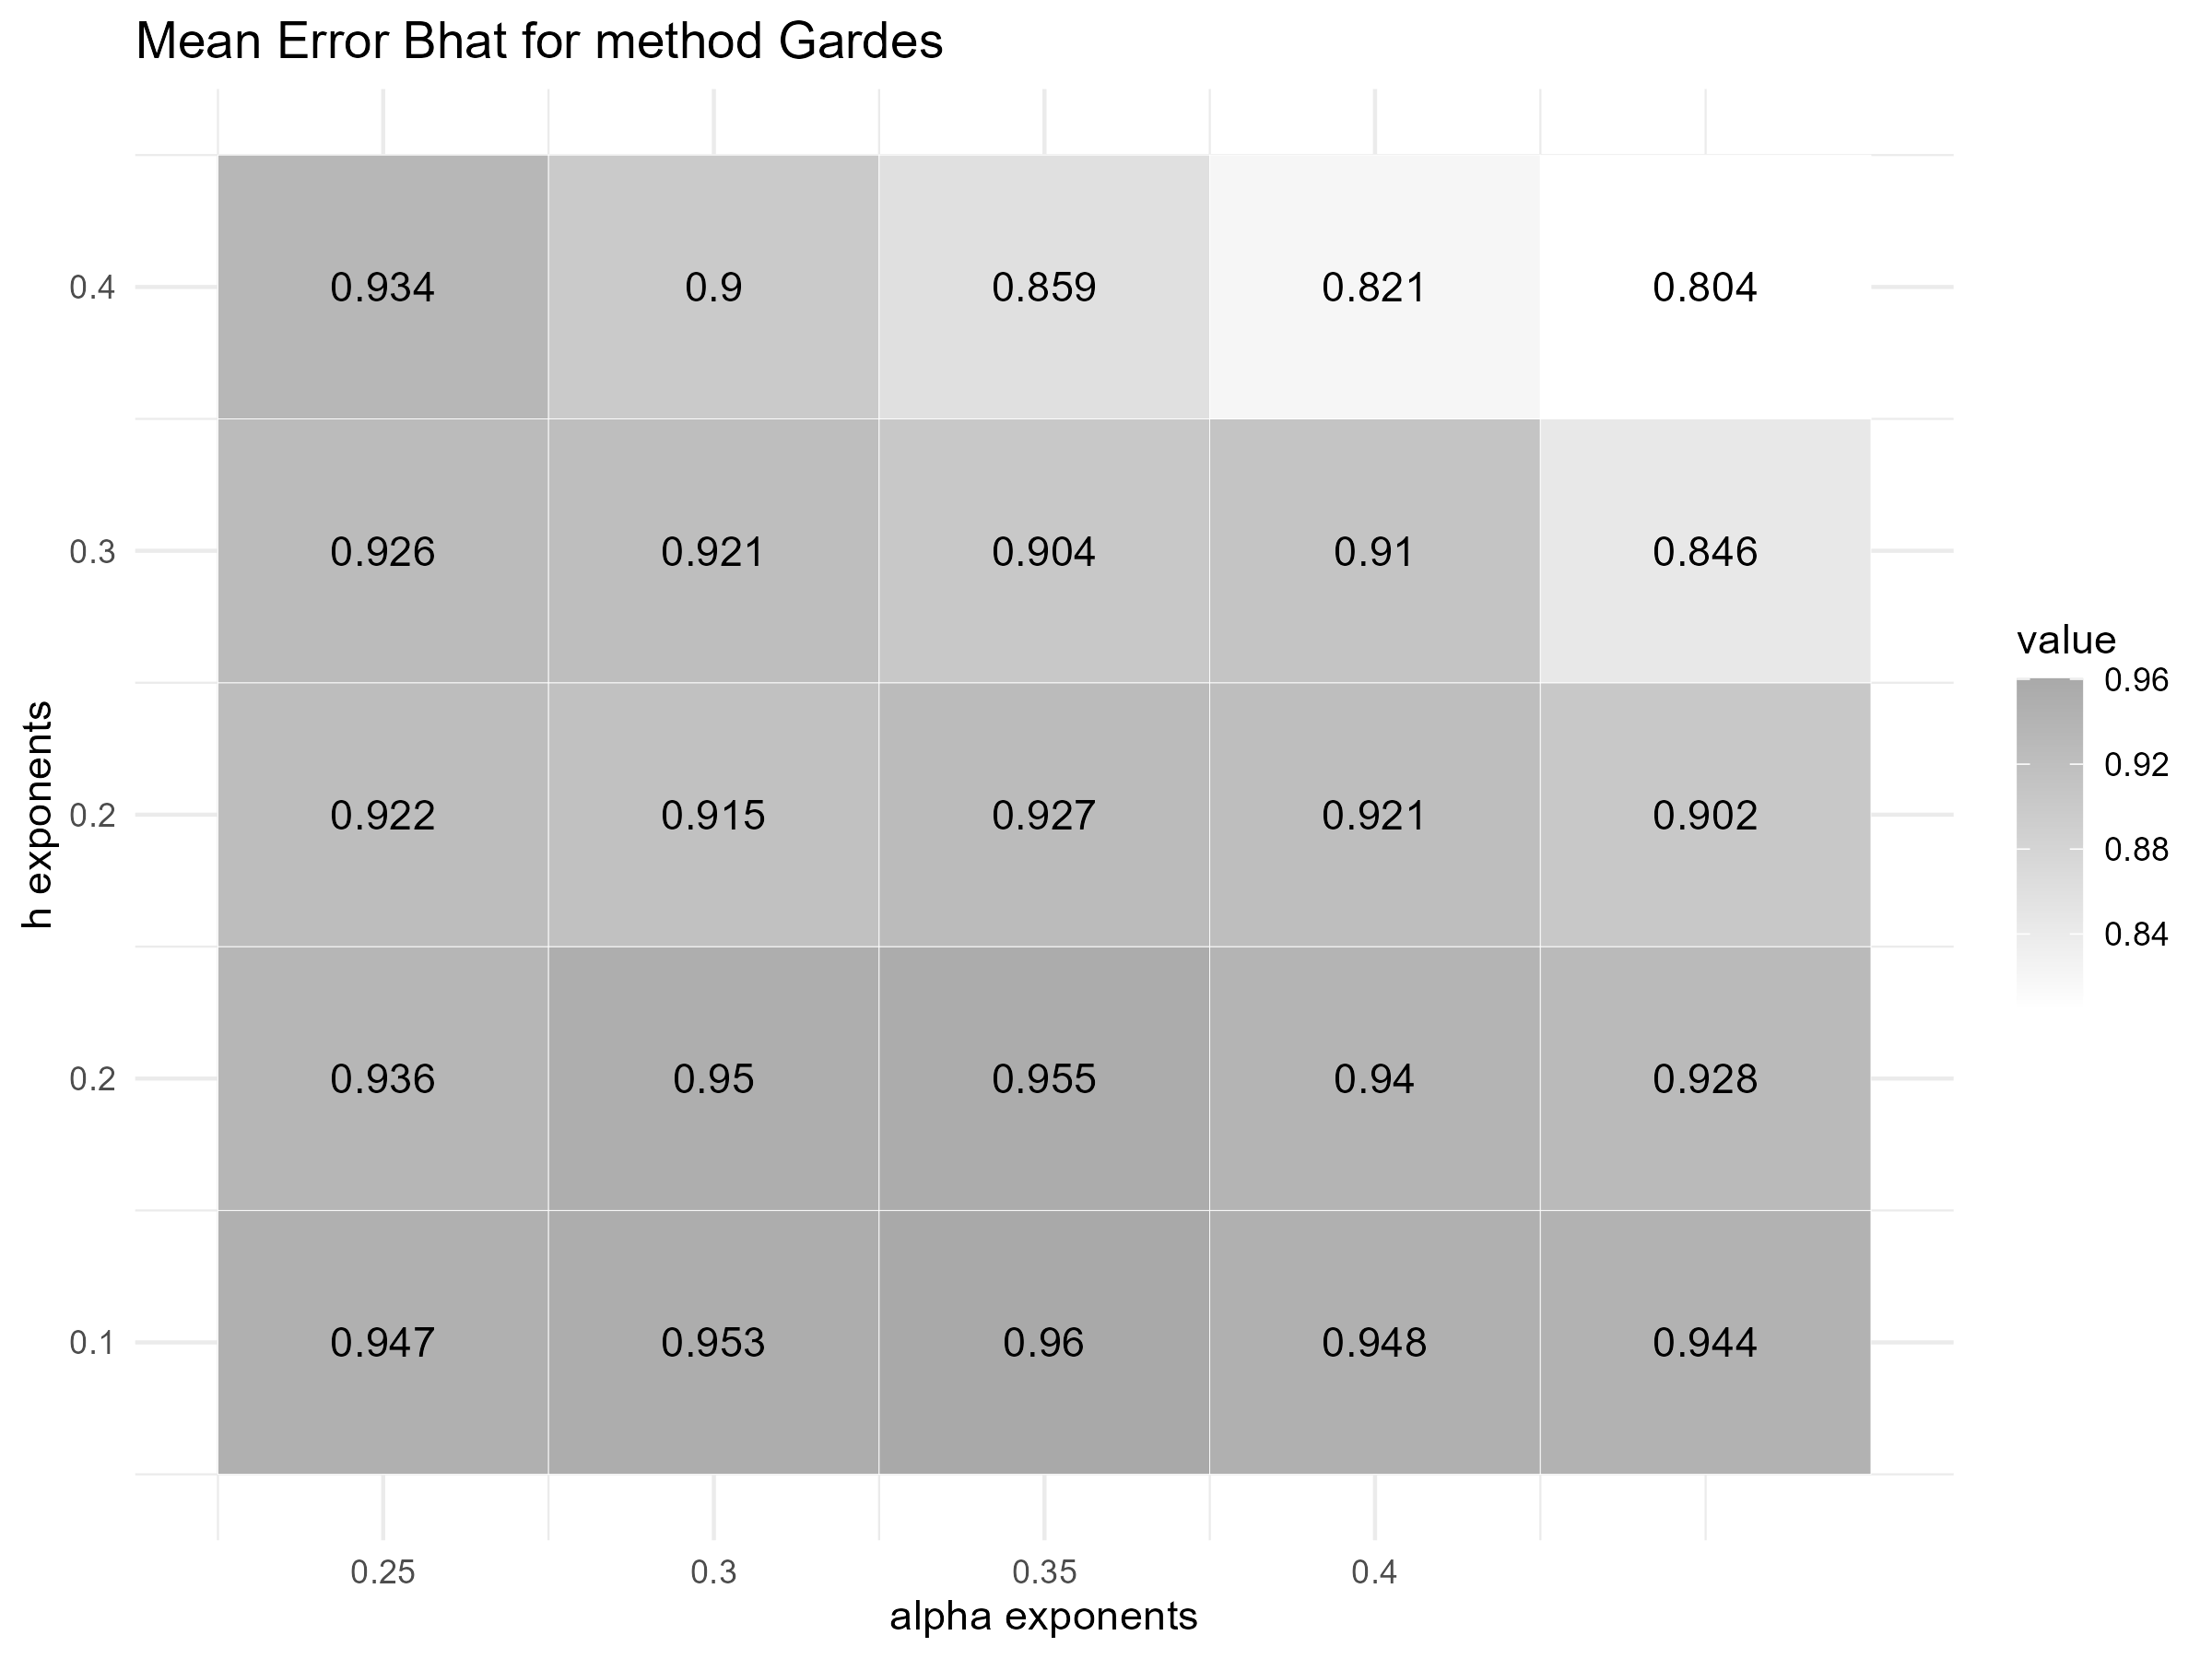 Mean Error Bhat for method Gardes
0.4 0.934 0.9 0.859 0.821 0.804
0.3 0.926 0.921 0.904 0.91 0.846
0.2 0.922 0.915 0.927 0.921 0.902
0.2 0.936 0.95 0.955 0.94 0.928
0.1 0.947 0.953 0.96 0.948 0.944
h exponents
0.25 0.3 0.35 0.4
alpha exponents
value
0.96
0.92
0.88
0.84